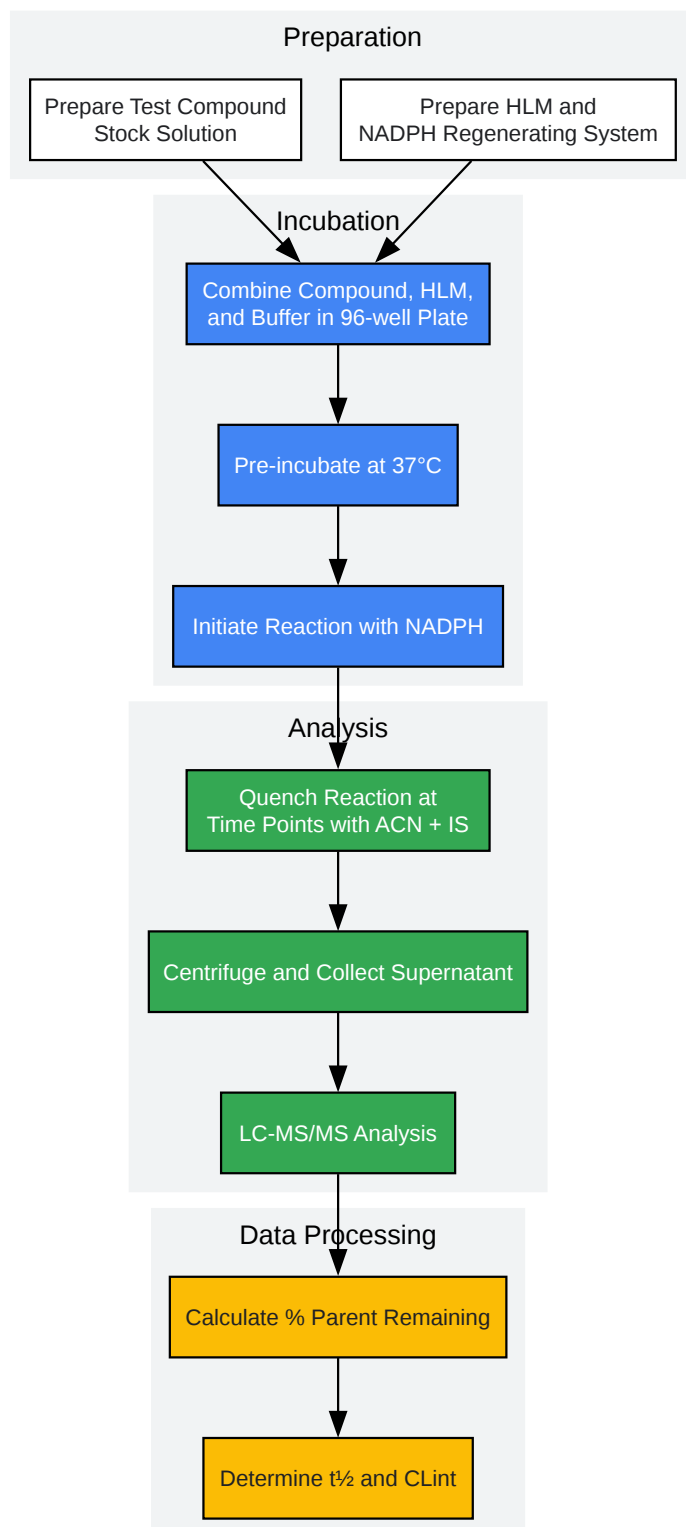 Preparation
Prepare Test Compound
Stock Solution
Prepare HLM and
NADPH Regenerating System
Incubation
Combine Compound, HLM,
and Buffer in 96-well Plate
Pre-incubate at 37°C
Initiate Reaction with NADPH
Analysis
Quench Reaction at
Time Points with ACN + IS
Centrifuge and Collect Supernatant
LC-MS/MS Analysis
Data Processing
Calculate % Parent Remaining
Determine t½ and CLint